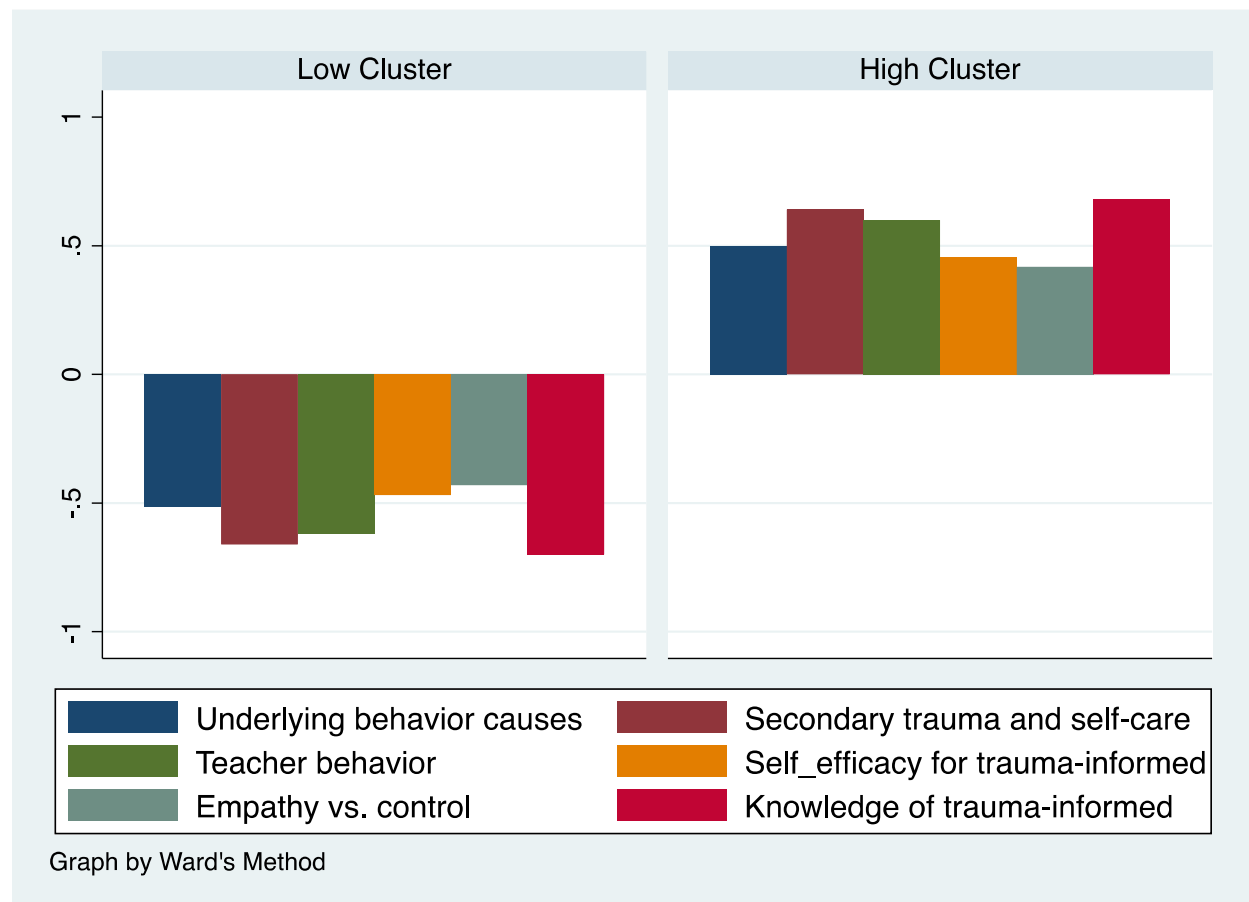 Low Cluster
High Cluster
1
.5
0
-.5
-1
Underlying behavior causes
Secondary trauma and self-care
Teacher behavior
Self_efficacy for trauma-informed
Empathy vs. control
Knowledge of trauma-informed
Graph by Ward's Method